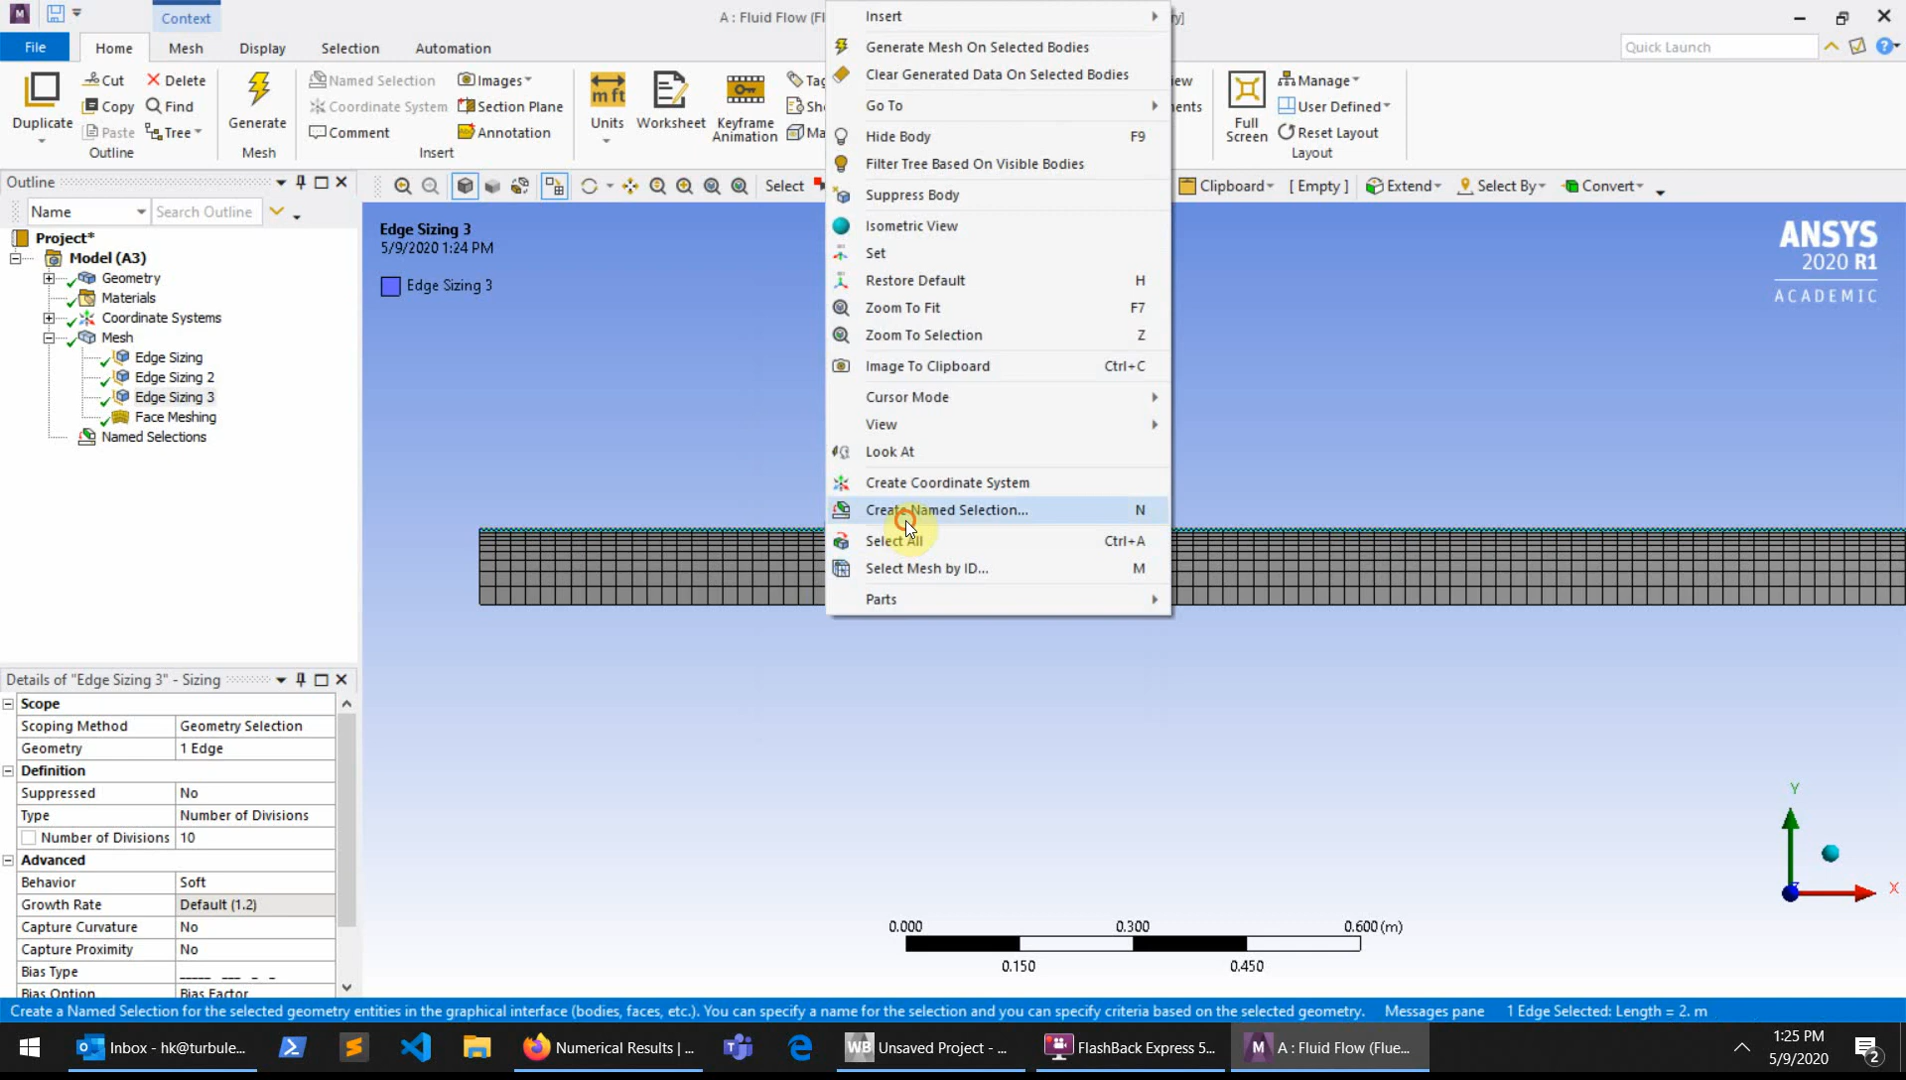 Context
A : Fluid Flow (Fl
File
Home
Mesh
Display
Selection
Automation
Quick Launch
Duplicate
Cut
Copy
Paste
Delete
Find
Tree
Outline
Generate
Mesh
Named Selection
Coordinate System
Comment
Images
Section Plane
Annotation
Insert
m ft
Units
Worksheet
Keyframe
Animation
Full
Screen
Manage
User Defined
Reset Layout
Layout
Outline
Name
Search Outline
Select
Clipboard
[ Empty ]
Extend
Select By
Convert
Project*
Model (A3)
Geometry
Materials
Coordinate Systems
Mesh
Edge Sizing
Edge Sizing 2
Edge Sizing 3
Face Meshing
Named Selections
Edge Sizing 3
5/9/2020 1:24 PM
Edge Sizing 3
ANSYS
2020 R1
ACADEMIC
Insert
Generate Mesh On Selected Bodies
Clear Generated Data On Selected Bodies
Go To
Hide Body F9
Filter Tree Based On Visible Bodies
Suppress Body
Isometric View
Set
Restore Default H
Zoom To Fit F7
Zoom To Selection Z
Image To Clipboard Ctrl+C
Cursor Mode
View
Look At
Create Coordinate System
Create Named Selection... N
Select All Ctrl+A
Select Mesh by ID... M
Parts
Details of "Edge Sizing 3" - Sizing
Scope
Scoping Method Geometry Selection
Geometry 1 Edge
Definition
Suppressed No
Type Number of Divisions
Number of Divisions 10
Advanced
Behavior Soft
Growth Rate Default (1.2)
Capture Curvature No
Capture Proximity No
Bias Type
Bias Option Bias Factor
Y
X
0.000 0.300 0.600 (m)
0.150 0.450
Create a Named Selection for the selected geometry entities in the graphical interface (bodies, faces, etc.). You can specify a name for the selection and you can specify criteria based on the selected geometry. Messages pane 1 Edge Selected: Length = 2. m
Inbox - hk@turbule...
Numerical Results | ...
WB Unsaved Project - ...
FlashBack Express 5...
M A : Fluid Flow (Flue...
1:25 PM
5/9/2020
2